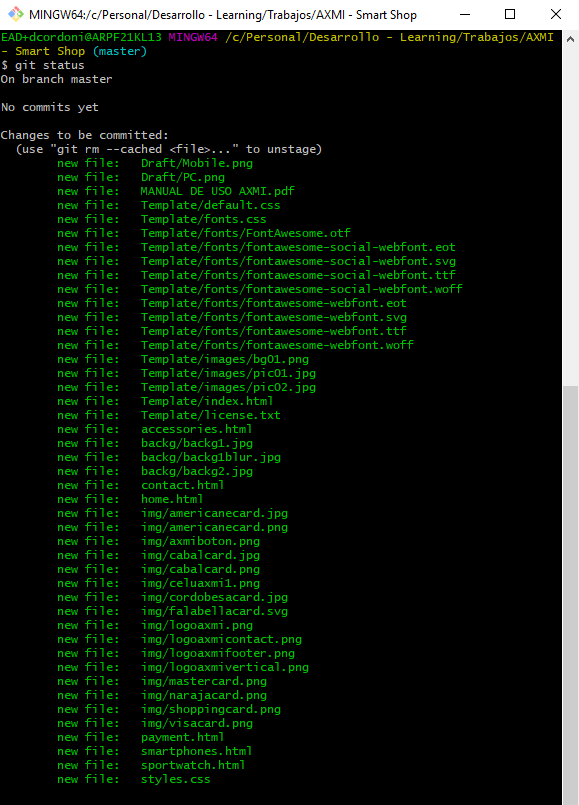 MINGW64:/c/Personal/Desarrollo - Learning/Trabajos/AXMI - Smart Shop
EAD+dcordoni@ARPF21KL13 MINGW64 /c/Personal/Desarrollo - Learning/Trabajos/AXMI
- Smart Shop (master)
$ git status
On branch master
No commits yet
Changes to be committed:
(use "git rm --cached <file>..." to unstage)
new file: Draft/Mobile.png
new file: Draft/PC.png
new file: MANUAL DE USO AXMI.pdf
new file: Template/default.css
new file: Template/fonts.css
new file: Template/fonts/FontAwesome.otf
new file: Template/fonts/fontawesome-social-webfont.eot
new file: Template/fonts/fontawesome-social-webfont.svg
new file: Template/fonts/fontawesome-social-webfont.ttf
new file: Template/fonts/fontawesome-social-webfont.woff
new file: Template/fonts/fontawesome-webfont.eot
new file: Template/fonts/fontawesome-webfont.svg
new file: Template/fonts/fontawesome-webfont.ttf
new file: Template/fonts/fontawesome-webfont.woff
new file: Template/images/bg01.png
new file: Template/images/pic01.jpg
new file: Template/images/pic02.jpg
new file: Template/index.html
new file: Template/license.txt
new file: accessories.html
new file: backg/backg1.jpg
new file: backg/backg1blur.jpg
new file: backg/backg2.jpg
new file: contact.html
new file: home.html
new file: img/americanecard.jpg
new file: img/americanecard.png
new file: img/axmiboton.png
new file: img/cabalcard.jpg
new file: img/cabalcard.png
new file: img/celuaxmi1.png
new file: img/cordobesacard.jpg
new file: img/falabellacard.svg
new file: img/logoaxmi.png
new file: img/logoaxmicontact.png
new file: img/logoaxmifooter.png
new file: img/logoaxmivertical.png
new file: img/mastercard.png
new file: img/narajacard.png
new file: img/shoppingcard.png
new file: img/visacard.png
new file: payment.html
new file: smartphones.html
new file: sportwatch.html
new file: styles.css